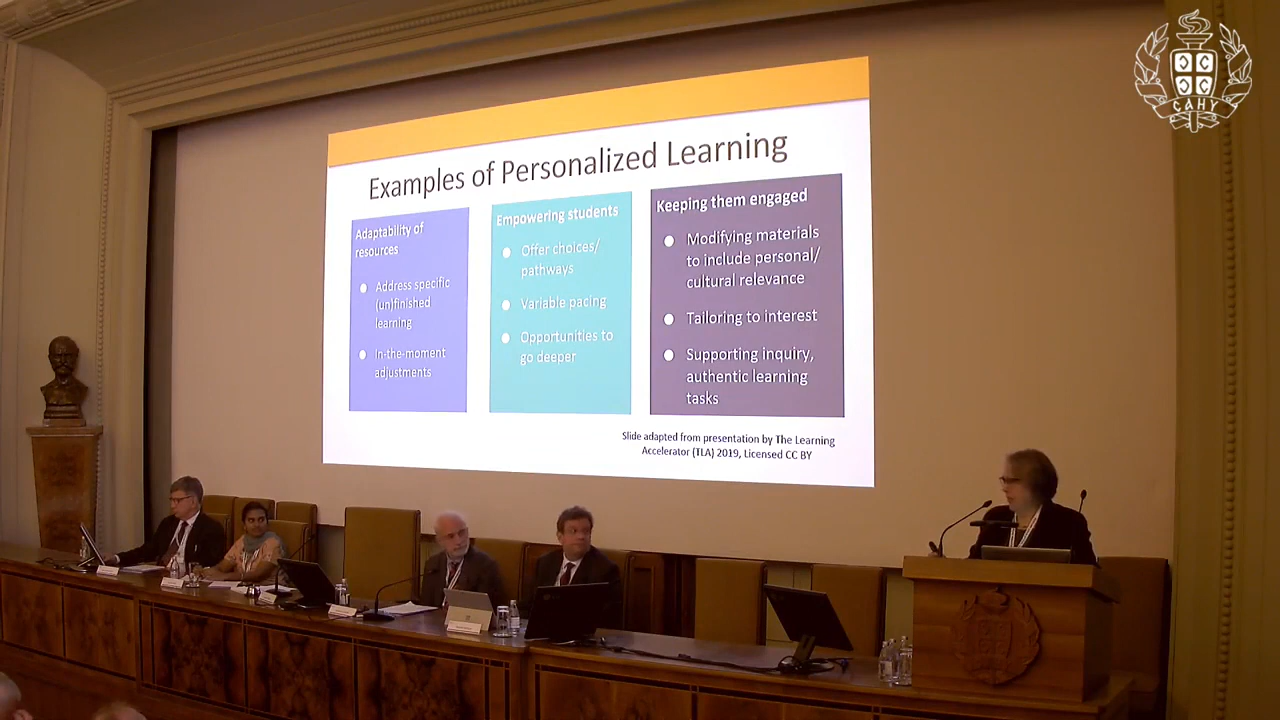 САНУ
Examples of Personalized Learning
Adaptability of
resources
Address specific
(un)finished
learning
In-the-moment
adjustments
Empowering students
Offer choices/
pathways
Variable pacing
Opportunities to
go deeper
Keeping them engaged
Modifying materials
to include personal/
cultural relevance
Tailoring to interest
Supporting inquiry,
authentic learning
tasks
Slide adapted from presentation by The Learning
Accelerator (TLA) 2019, Licensed CC BY